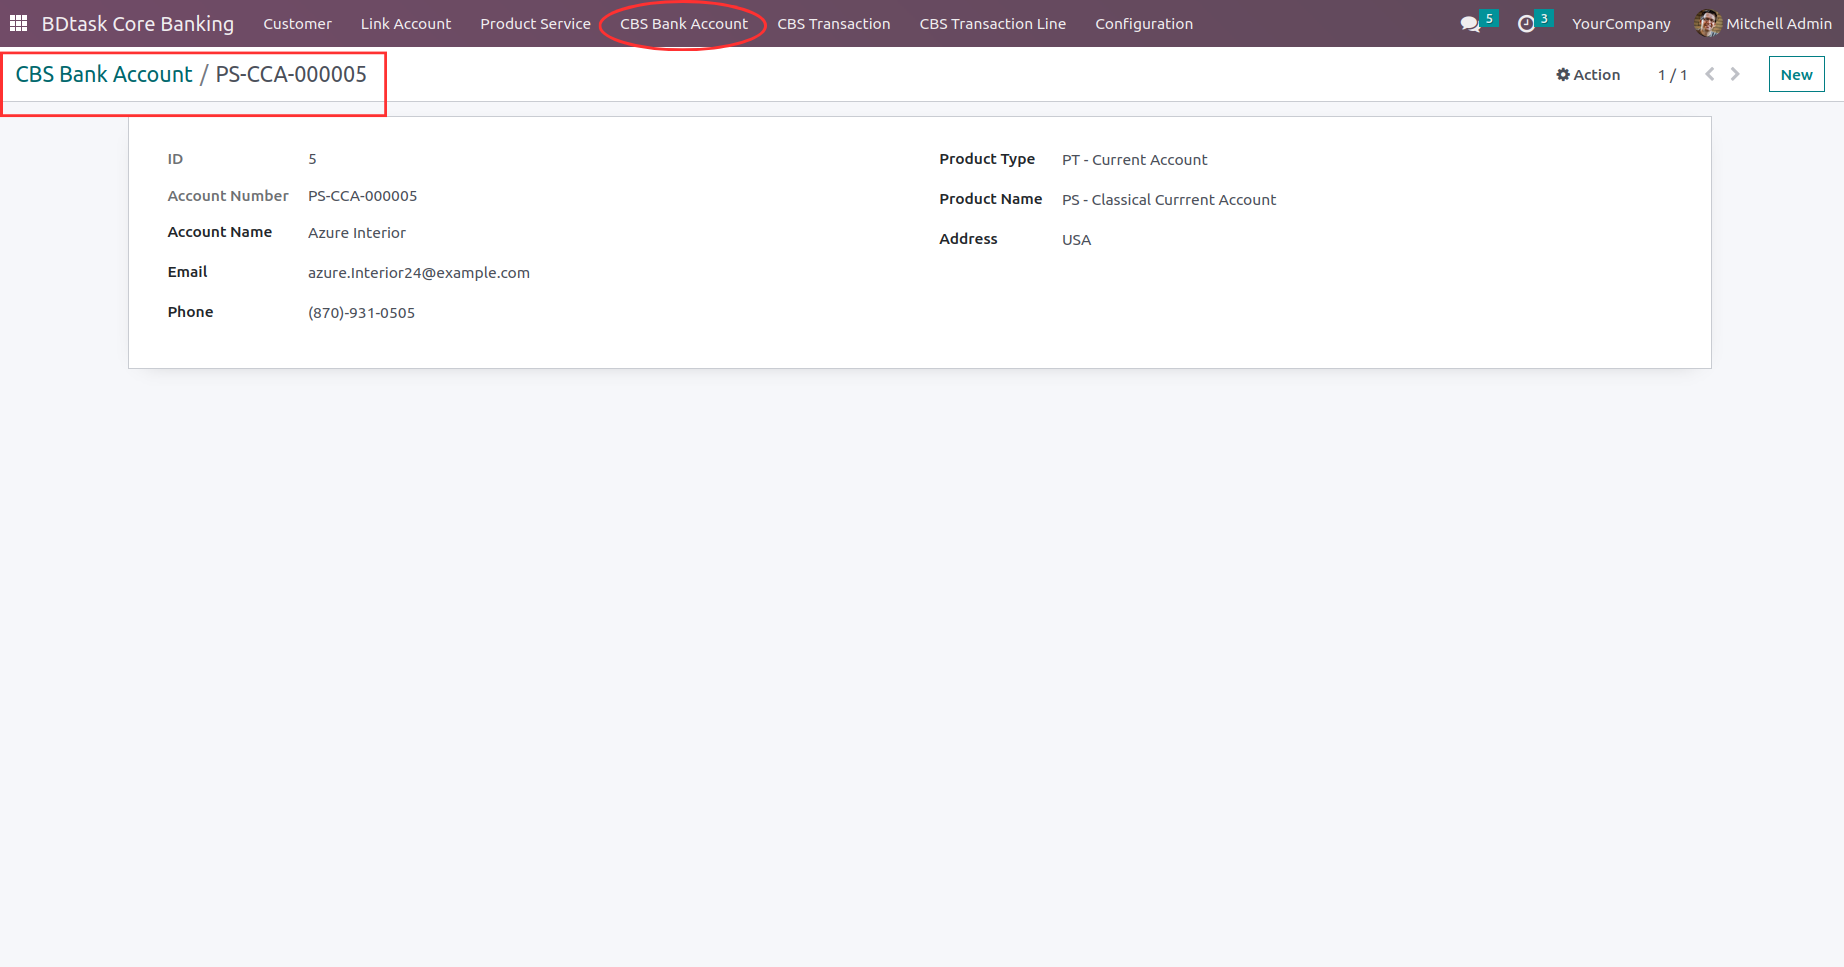 BDtask Core Banking Customer Link Account Product Service CBS Bank Account CBS Transaction CBS Transaction Line Configuration 5 3 YourCompany Mitchell Admin
CBS Bank Account / PS-CCA-000005 Action 1 / 1 New
ID 5
Account Number PS-CCA-000005
Account Name Azure Interior
Email azure.Interior24@example.com
Phone (870)-931-0505
Product Type PT - Current Account
Product Name PS - Classical Currrent Account
Address USA